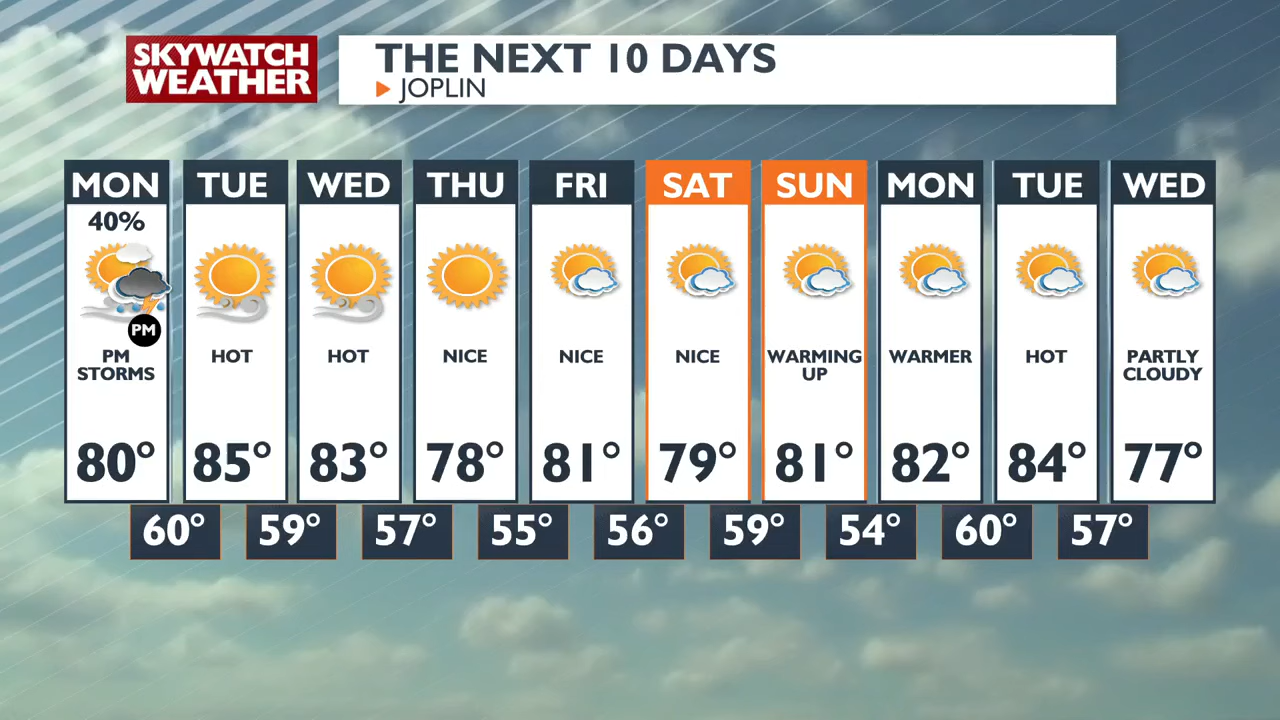 SKYWATCH
WEATHER
THE NEXT 10 DAYS
JOPLIN
MON TUE WED THU FRI SAT SUN MON TUE WED
40%
PM
PM HOT HOT NICE NICE NICE WARMING WARMER HOT PARTLY
STORMS UP CLOUDY
80° 85° 83° 78° 81° 79° 81° 82° 84° 77°
60° 59° 57° 55° 56° 59° 54° 60° 57°